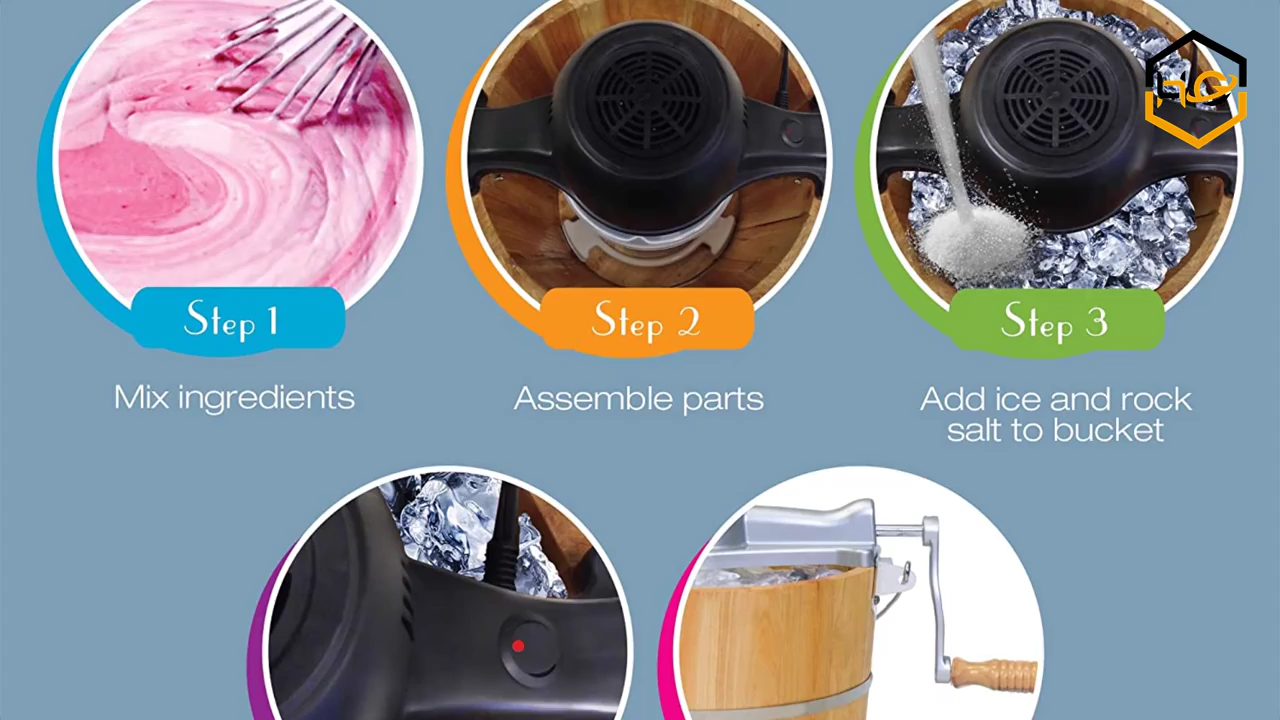 Step 1
Step 2
Step 3
Mix ingredients
Assemble parts
Add ice and rock
salt to bucket